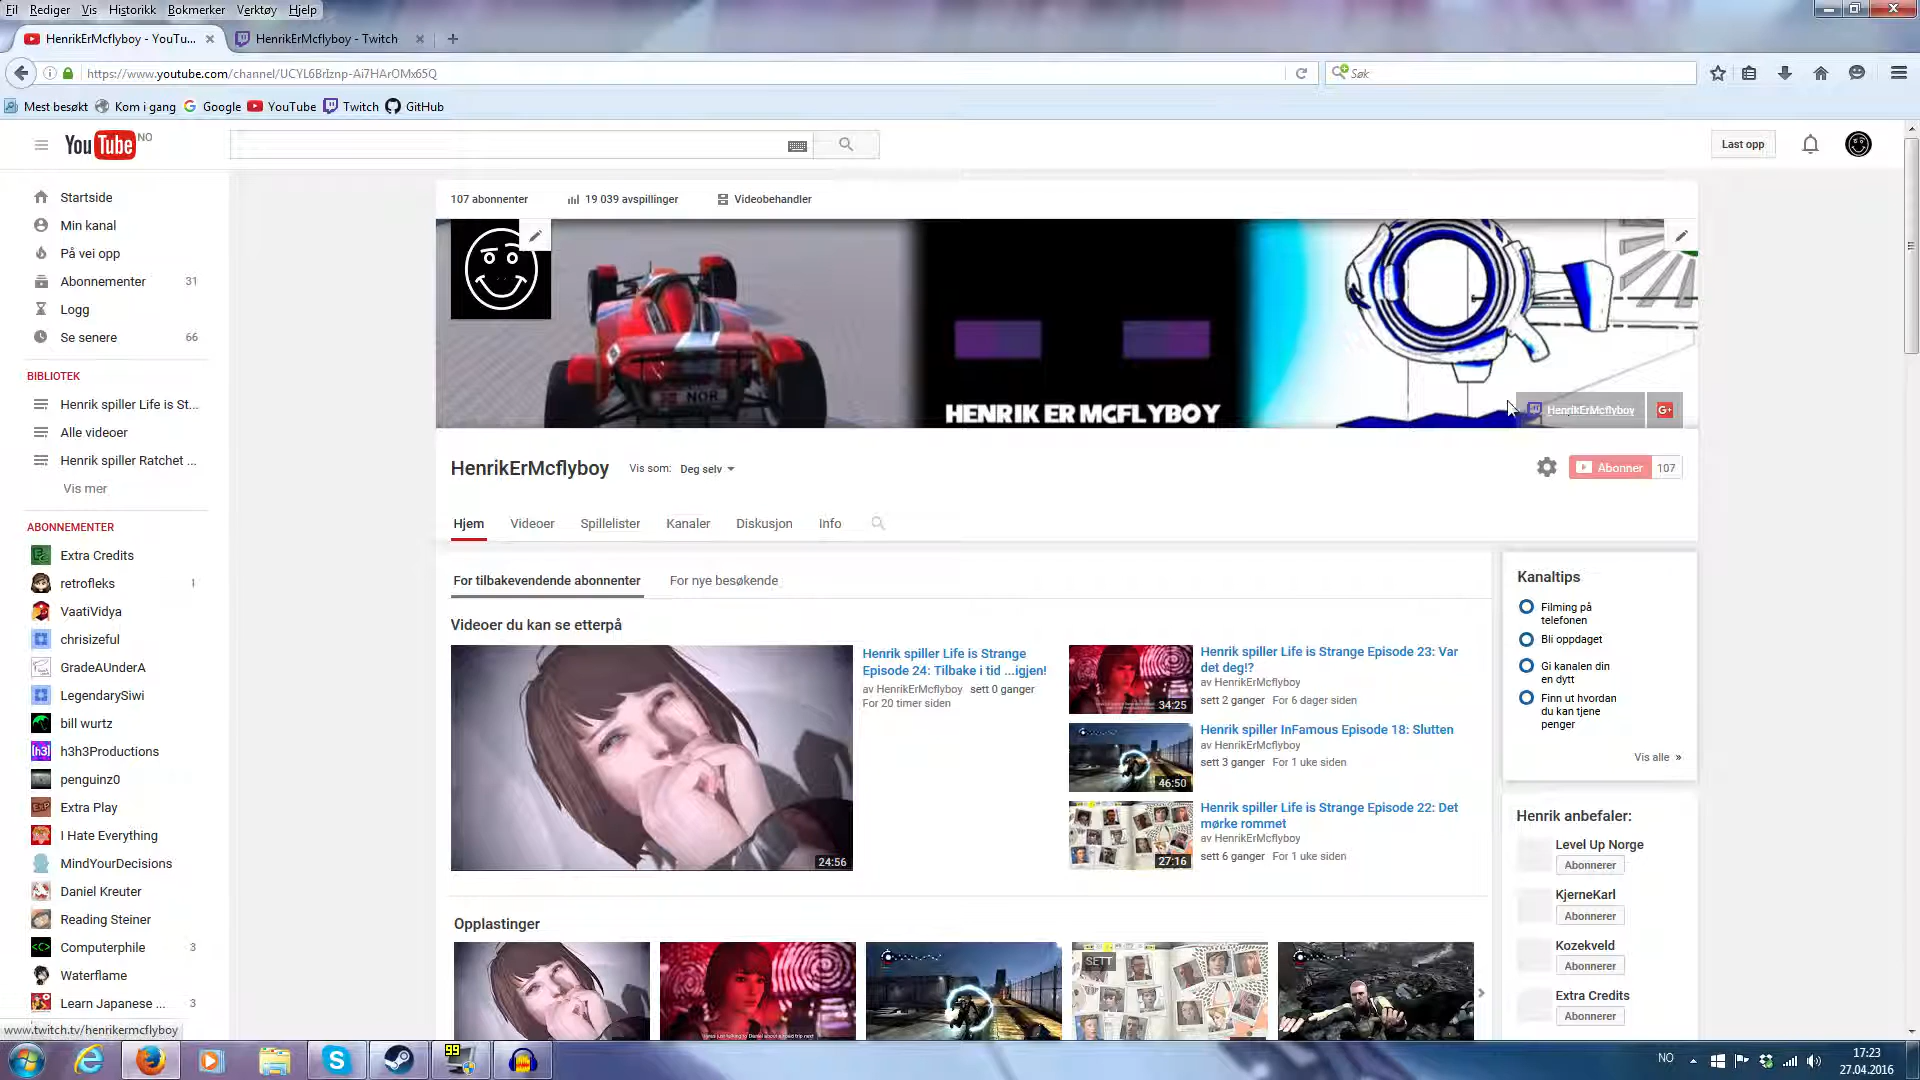 Fil Rediger Vis Historikk Bokmerker Verktøy Hjelp
HenrikErMcflyboy - YouTu... HenrikErMcflyboy - Twitch
https://www.youtube.com/channel/UCYL6BrIznp-Ai7HArOMx65Q Søk
Mest besøkt Kom i gang Google YouTube Twitch GitHub
YouTube NO Last opp
Startside
Min kanal
På vei opp
Abonnementer 31
Logg
Se senere 66
BIBLIOTEK
Henrik spiller Life is St...
Alle videoer
Henrik spiller Ratchet ...
Vis mer
ABONNEMENTER
Extra Credits
retrofleks 1
VaatiVidya
chrisizeful
GradeAUnderA
LegendarySiwi
bill wurtz
h3h3Productions
penguinz0
Extra Play
I Hate Everything
MindYourDecisions
Daniel Kreuter
Reading Steiner
Computerphile 3
Waterflame
Learn Japanese ... 3
www.twitch.tv/henrikermcflyboy
107 abonnenter 19 039 avspillinger Videobehandler
NOR
HENRIK ER MCFLYBOY
HenrikErMcflyboy G+
HenrikErMcflyboy Vis som: Deg selv
Abonner 107
Hjem Videoer Spillelister Kanaler Diskusjon Info
For tilbakevendende abonnenter For nye besøkende
Videoer du kan se etterpå
24:56
Henrik spiller Life is Strange
Episode 24: Tilbake i tid ...igjen!
av HenrikErMcflyboy sett 0 ganger
For 20 timer siden
34:25
Henrik spiller Life is Strange Episode 23: Var
det deg!?
av HenrikErMcflyboy
sett 2 ganger For 6 dager siden
46:50
Henrik spiller InFamous Episode 18: Slutten
av HenrikErMcflyboy
sett 3 ganger For 1 uke siden
27:16
Henrik spiller Life is Strange Episode 22: Det
mørke rommet
av HenrikErMcflyboy
sett 6 ganger For 1 uke siden
Opplastinger
SETT
Kanaltips
Filming på
telefonen
Bli oppdaget
Gi kanalen din
en dytt
Finn ut hvordan
du kan tjene
penger
Vis alle »
Henrik anbefaler:
Level Up Norge
Abonnerer
KjerneKarl
Abonnerer
Kozekveld
Abonnerer
Extra Credits
Abonnerer
99
NO
17:23
27.04.2016